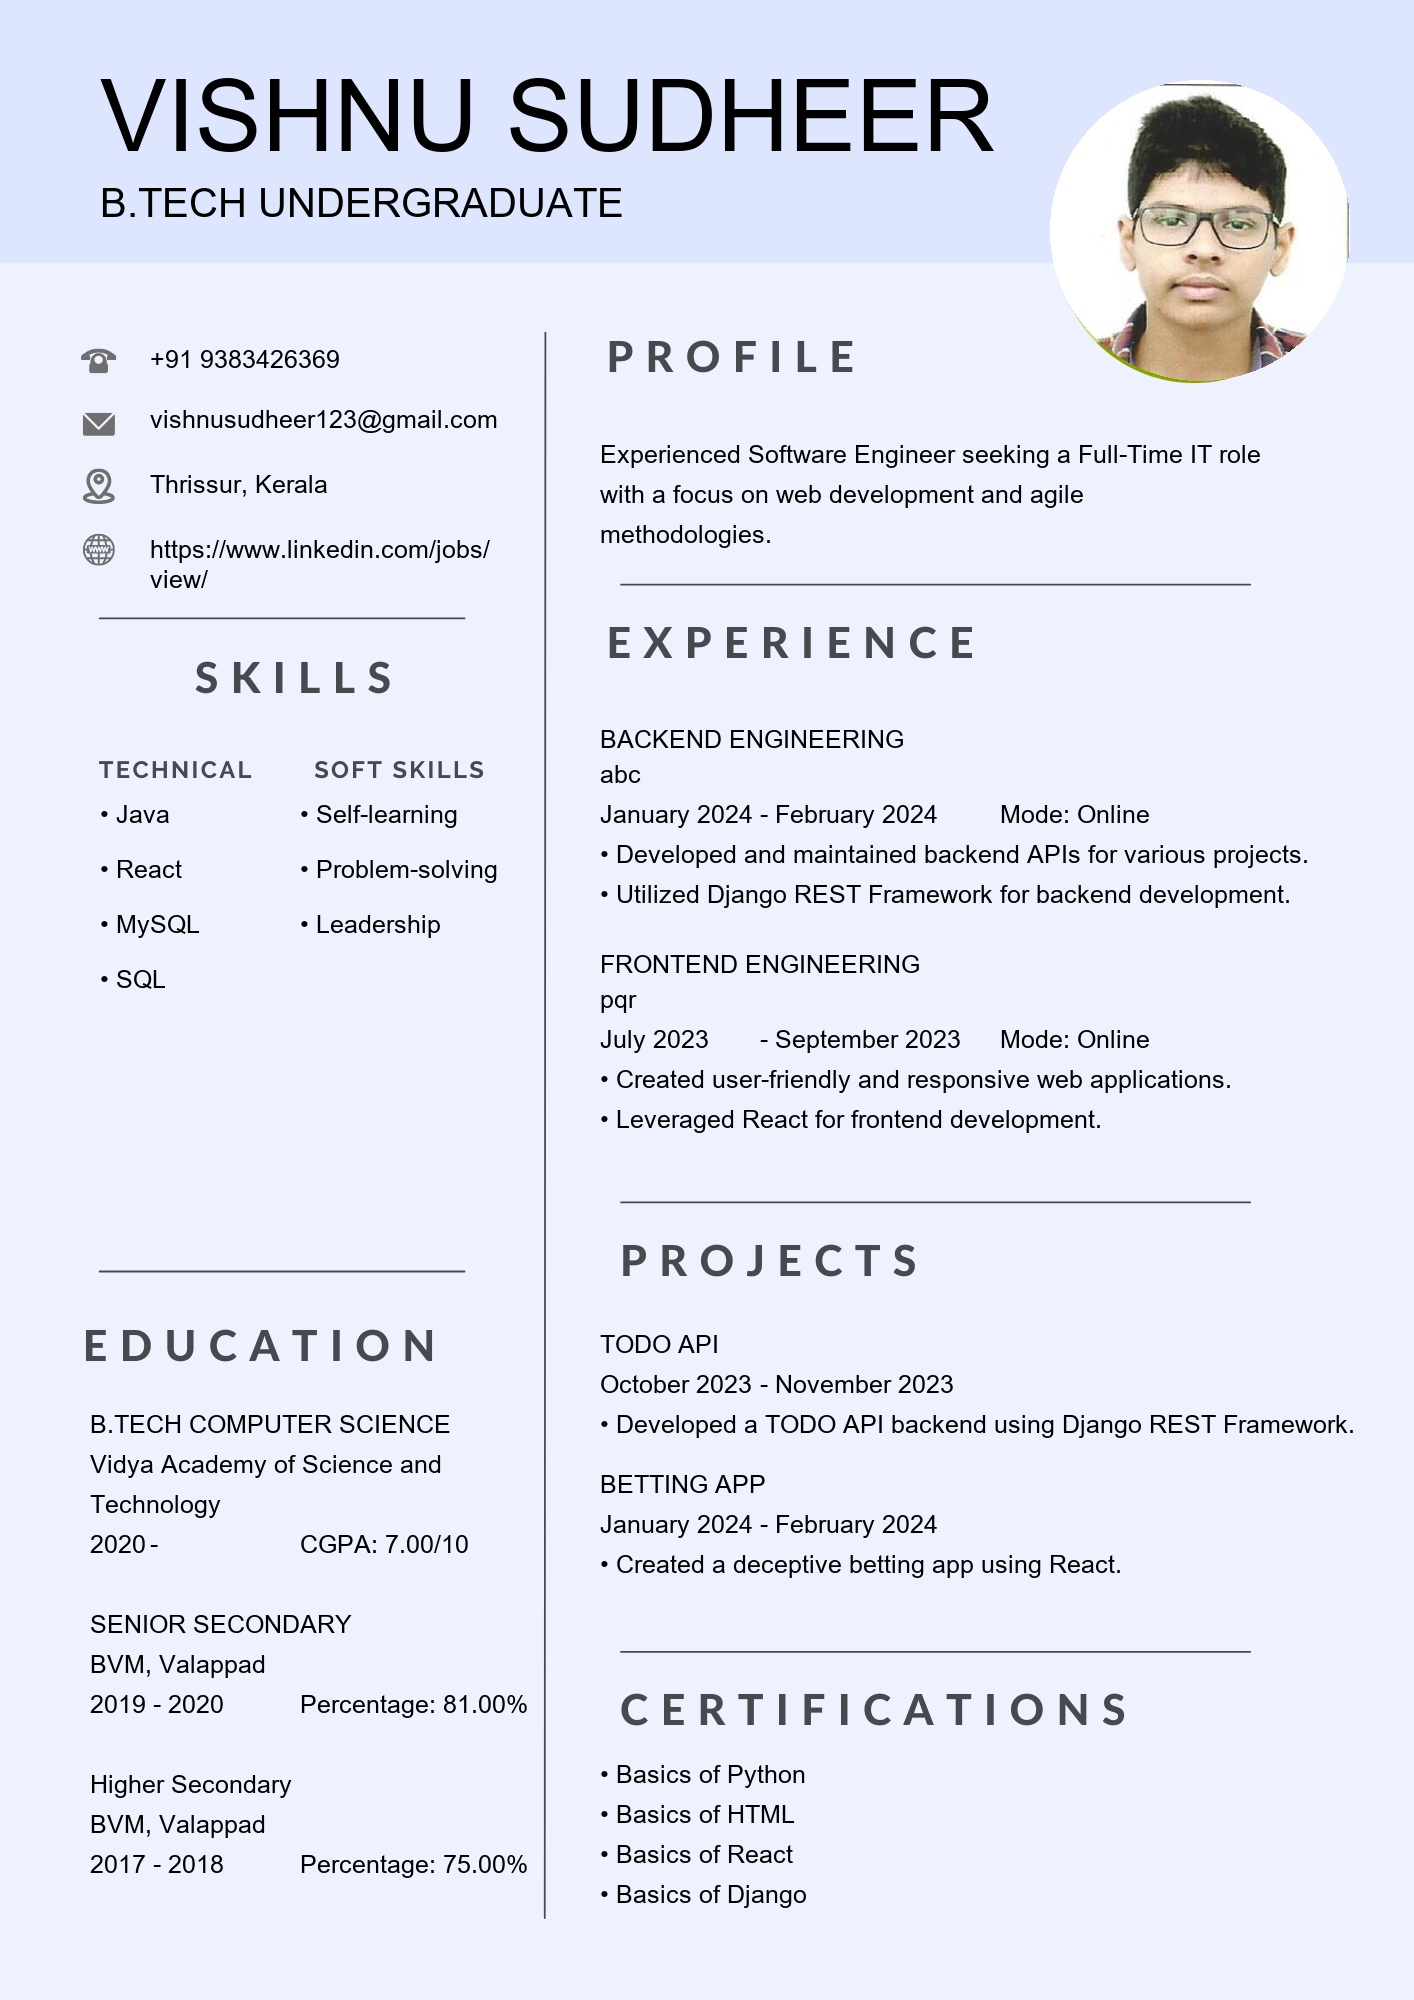 VISHNU SUDHEER
B.TECH UNDERGRADUATE
+91 9383426369
vishnusudheer123@gmail.com
Thrissur, Kerala
https://www.linkedin.com/jobs/
view/
SKILLS
TECHNICAL
• Java
• React
• MySQL
• SQL
SOFT SKILLS
• Self-learning
• Problem-solving
• Leadership
EDUCATION
B.TECH COMPUTER SCIENCE
Vidya Academy of Science and
Technology
2020 - CGPA: 7.00/10
SENIOR SECONDARY
BVM, Valappad
2019 - 2020 Percentage: 81.00%
Higher Secondary
BVM, Valappad
2017 - 2018 Percentage: 75.00%
PROFILE
Experienced Software Engineer seeking a Full-Time IT role
with a focus on web development and agile
methodologies.
EXPERIENCE
BACKEND ENGINEERING
abc
January 2024 - February 2024 Mode: Online
• Developed and maintained backend APIs for various projects.
• Utilized Django REST Framework for backend development.
FRONTEND ENGINEERING
pqr
July 2023 - September 2023 Mode: Online
• Created user-friendly and responsive web applications.
• Leveraged React for frontend development.
PROJECTS
TODO API
October 2023 - November 2023
• Developed a TODO API backend using Django REST Framework.
BETTING APP
January 2024 - February 2024
• Created a deceptive betting app using React.
CERTIFICATIONS
• Basics of Python
• Basics of HTML
• Basics of React
• Basics of Django